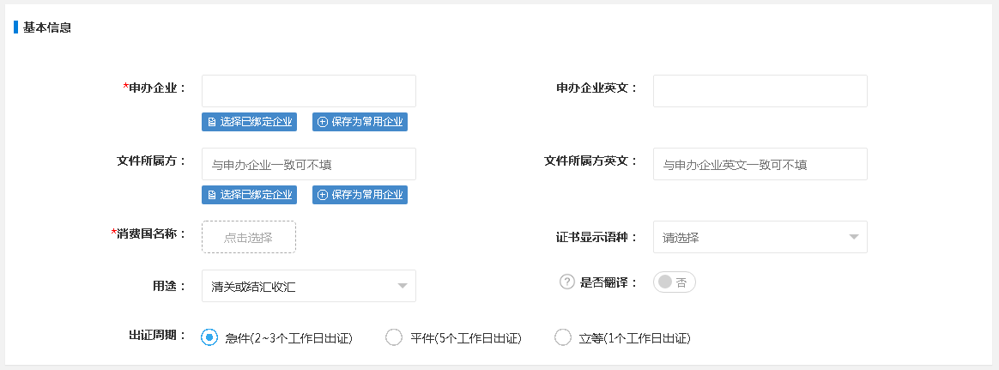 基本信息
*申办企业： 申办企业英文：
选择已绑定企业 保存为常用企业
文件所属方： 与申办企业一致可不填 文件所属方英文： 与申办企业英文一致可不填
选择已绑定企业 保存为常用企业
*消费国名称： 点击选择 证书显示语种： 请选择
用途： 清关或结汇收汇 ? 是否翻译： 否
出证周期： 急件(2~3个工作日出证) 平件(5个工作日出证) 立等(1个工作日出证)